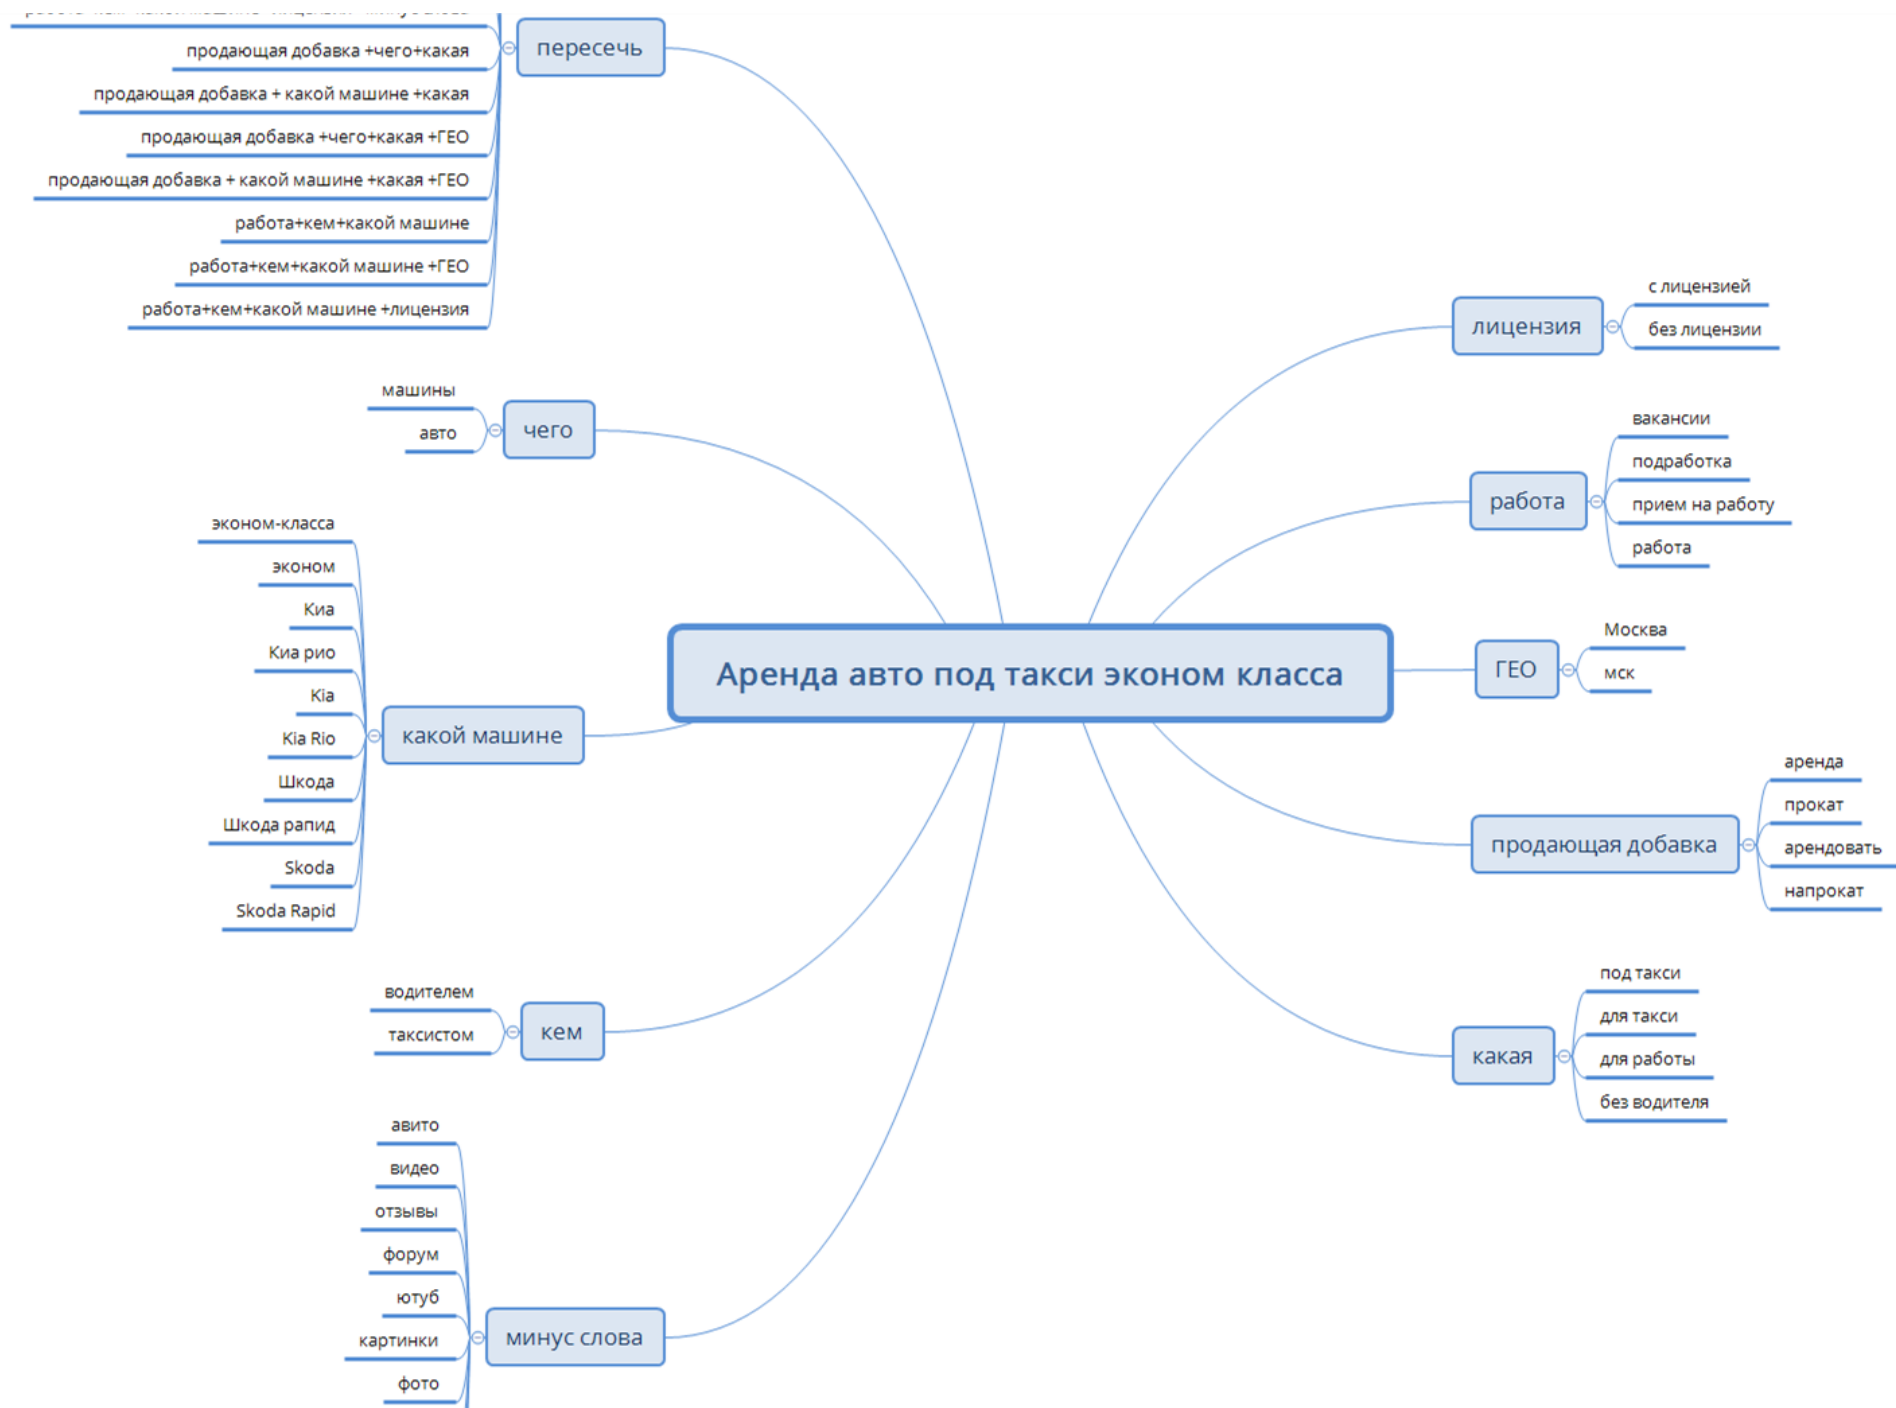 продающая добавка +чего+какая
продающая добавка + какой машине +какая
продающая добавка +чего+какая +ГЕО
продающая добавка + какой машине +какая +ГЕО
работа+кем+какой машине
работа+кем+какой машине +ГЕО
работа+кем+какой машине +лицензия
пересечь
машины
авто
чего
эконом-класса
эконом
Киа
Киа рио
Kia
Kia Rio
Шкода
Шкода рапид
Skoda
Skoda Rapid
какой машине
водителем
таксистом
кем
авито
видео
отзывы
форум
ютуб
картинки
фото
минус слова
Аренда авто под такси эконом класса
лицензия
с лицензией
без лицензии
работа
вакансии
подработка
прием на работу
работа
ГЕО
Москва
мск
продающая добавка
аренда
прокат
арендовать
напрокат
какая
под такси
для такси
для работы
без водителя